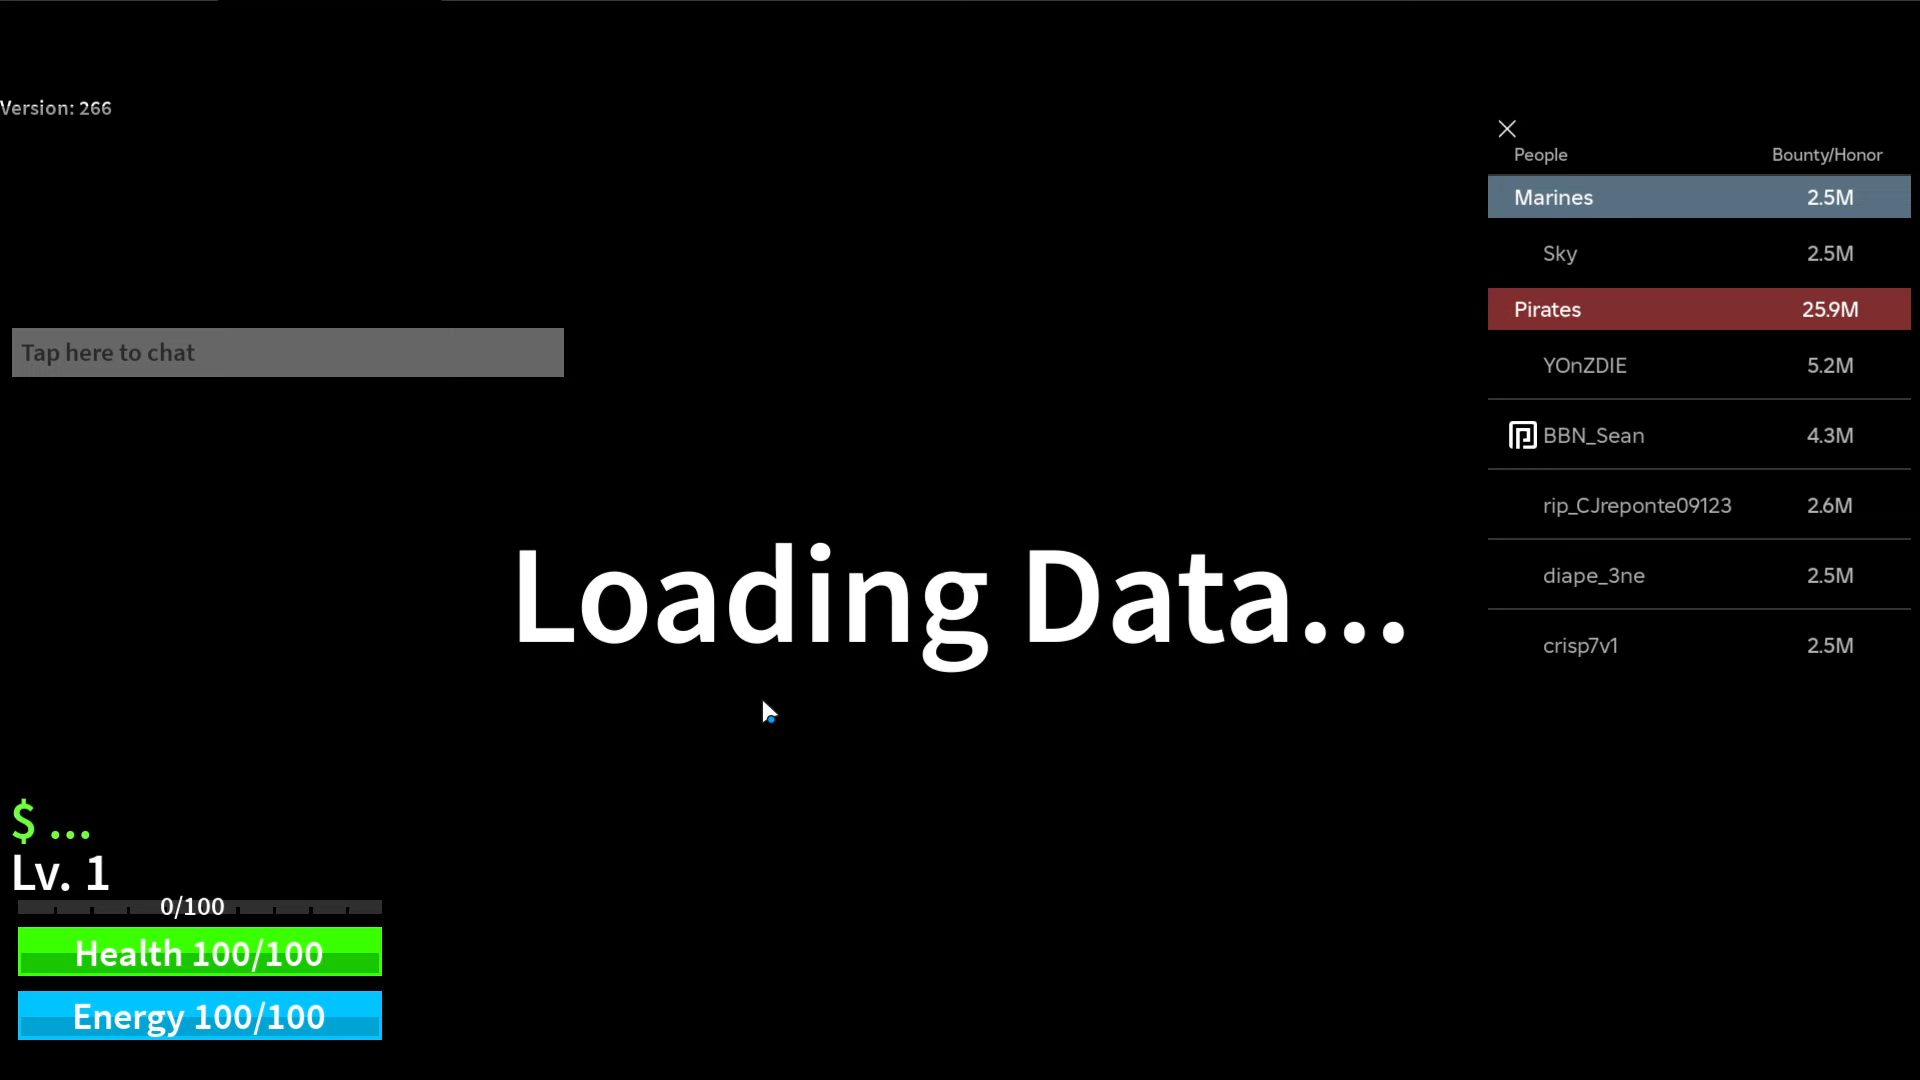 Version: 266
People Bounty/Honor
Marines 2.5M
Sky 2.5M
Pirates 25.9M
Tap here to chat
YOnZDIE 5.2M
BBN_Sean 4.3M
rip_CJreponte09123 2.6M
diape_3ne 2.5M
Loading Data...
crisp7v1 2.5M
$ ...
Lv. 1
0/100
Health 100/100
Energy 100/100